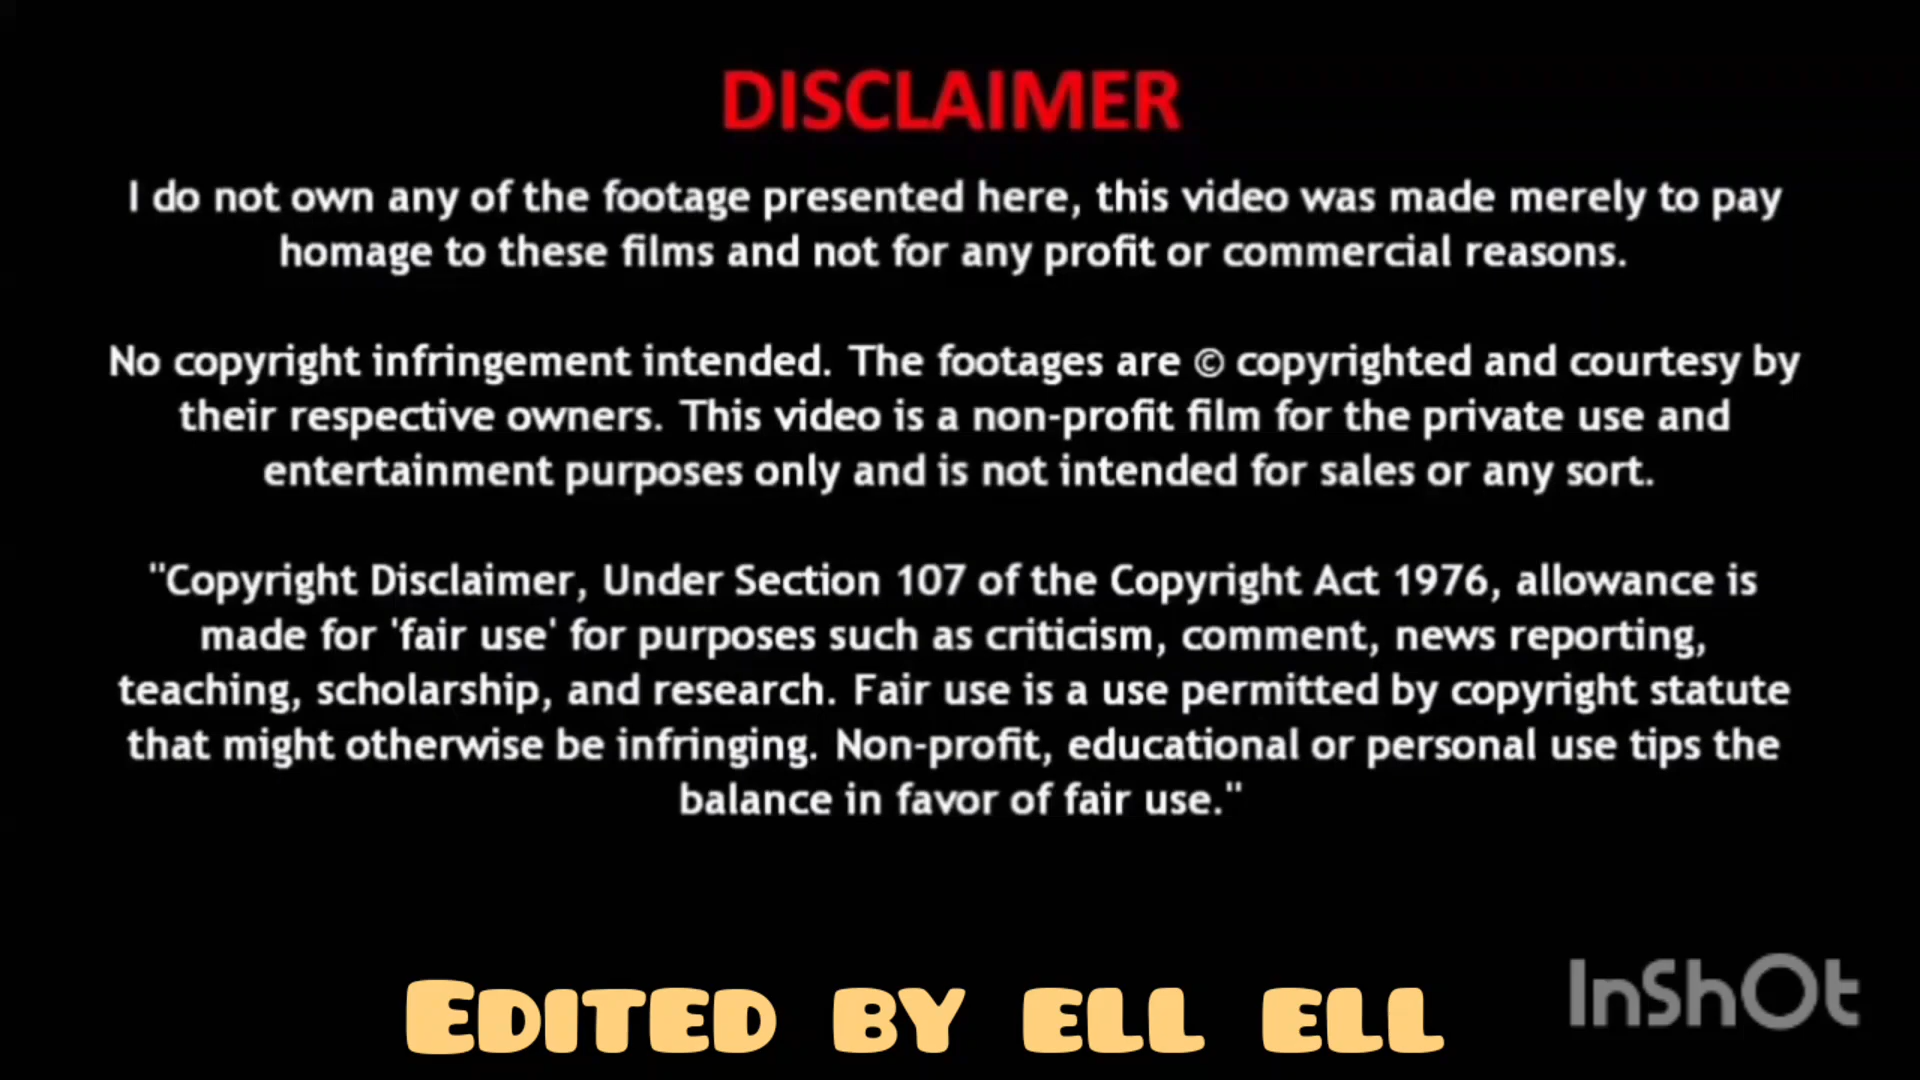 DISCLAIMER
I do not own any of the footage presented here, this video was made merely to pay
homage to these films and not for any profit or commercial reasons.
No copyright infringement intended. The footages are © copyrighted and courtesy by
their respective owners. This video is a non-profit film for the private use and
entertainment purposes only and is not intended for sales or any sort.
"Copyright Disclaimer, Under Section 107 of the Copyright Act 1976, allowance is
made for 'fair use' for purposes such as criticism, comment, news reporting,
teaching, scholarship, and research. Fair use is a use permitted by copyright statute
that might otherwise be infringing. Non-profit, educational or personal use tips the
balance in favor of fair use."
EDITED BY ELL ELL
InShOt